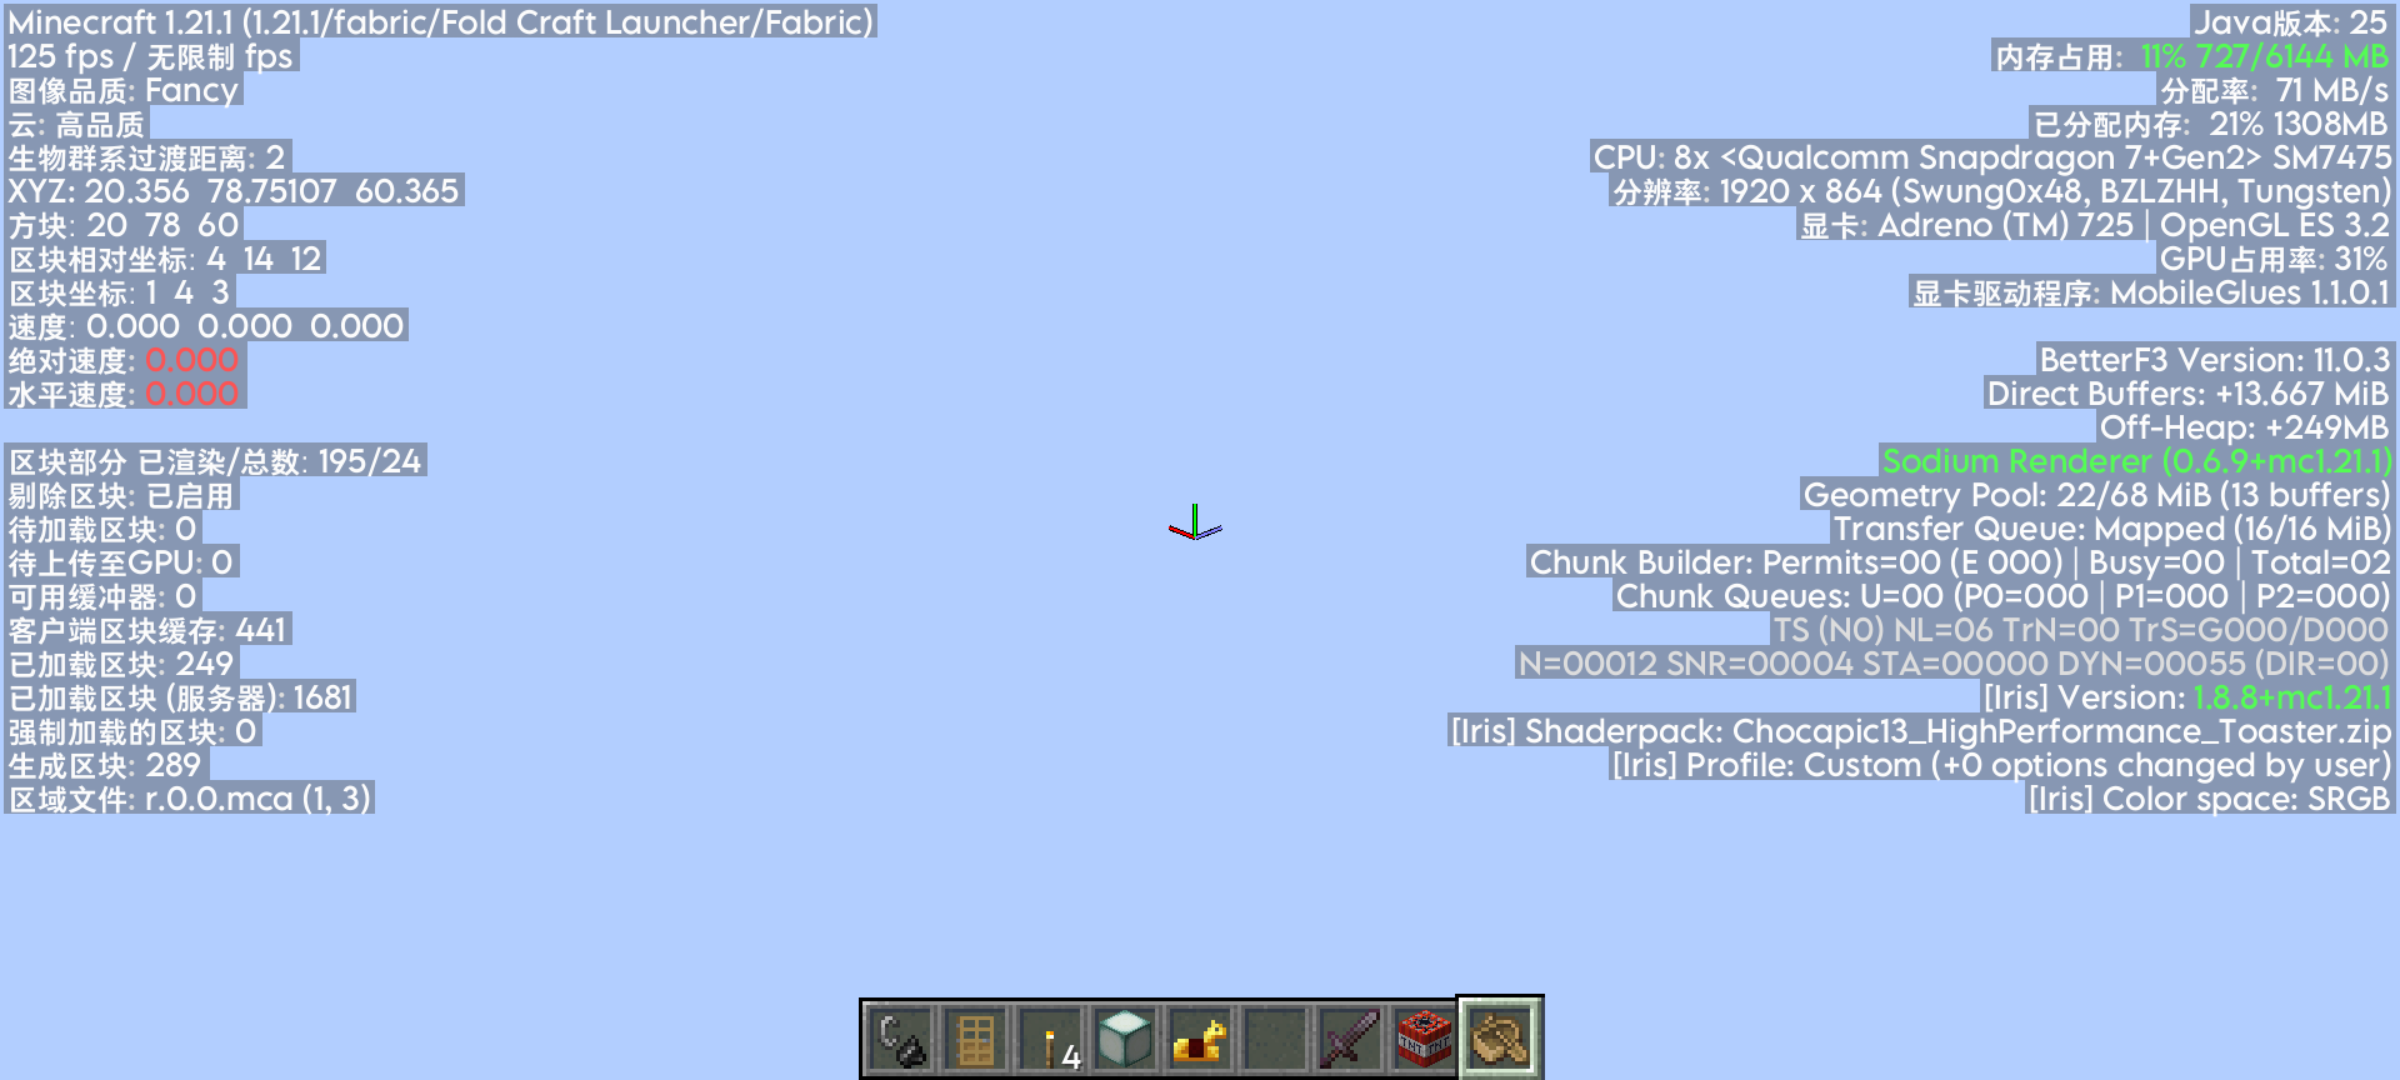 Minecraft 1.21.1 (1.21.1/fabric/Fold Craft Launcher/Fabric)
125 fps / 无限制 fps
图像品质: Fancy
云: 高品质
生物群系过渡距离: 2
XYZ: 20.356 78.75107 60.365
方块: 20 78 60
区块相对坐标: 4 14 12
区块坐标: 1 4 3
速度: 0.000 0.000 0.000
绝对速度: 0.000
水平速度: 0.000
区块部分 已渲染/总数: 195/24
剔除区块: 已启用
待加载区块: 0
待上传至GPU: 0
可用缓冲器: 0
客户端区块缓存: 441
已加载区块: 249
已加载区块 (服务器): 1681
强制加载的区块: 0
生成区块: 289
区域文件: r.0.0.mca (1, 3)
Java版本: 25
内存占用: 11% 727/6144 MB
分配率: 71 MB/s
已分配内存: 21% 1308MB
CPU: 8x <Qualcomm Snapdragon 7+Gen2> SM7475
分辨率: 1920 x 864 (Swung0x48, BZLZHH, Tungsten)
显卡: Adreno (TM) 725 | OpenGL ES 3.2
GPU占用率: 31%
显卡驱动程序: MobileGlues 1.1.0.1
BetterF3 Version: 11.0.3
Direct Buffers: +13.667 MiB
Off-Heap: +249MB
Sodium Renderer (0.6.9+mc1.21.1)
Geometry Pool: 22/68 MiB (13 buffers)
Transfer Queue: Mapped (16/16 MiB)
Chunk Builder: Permits=00 (E 000) | Busy=00 | Total=02
Chunk Queues: U=00 (P0=000 | P1=000 | P2=000)
TS (N0) NL=06 TrN=00 TrS=G000/D000
N=00012 SNR=00004 STA=00000 DYN=00055 (DIR=00)
[Iris] Version: 1.8.8+mc1.21.1
[Iris] Shaderpack: Chocapic13_HighPerformance_Toaster.zip
[Iris] Profile: Custom (+0 options changed by user)
[Iris] Color space: SRGB
4
TNT TNT